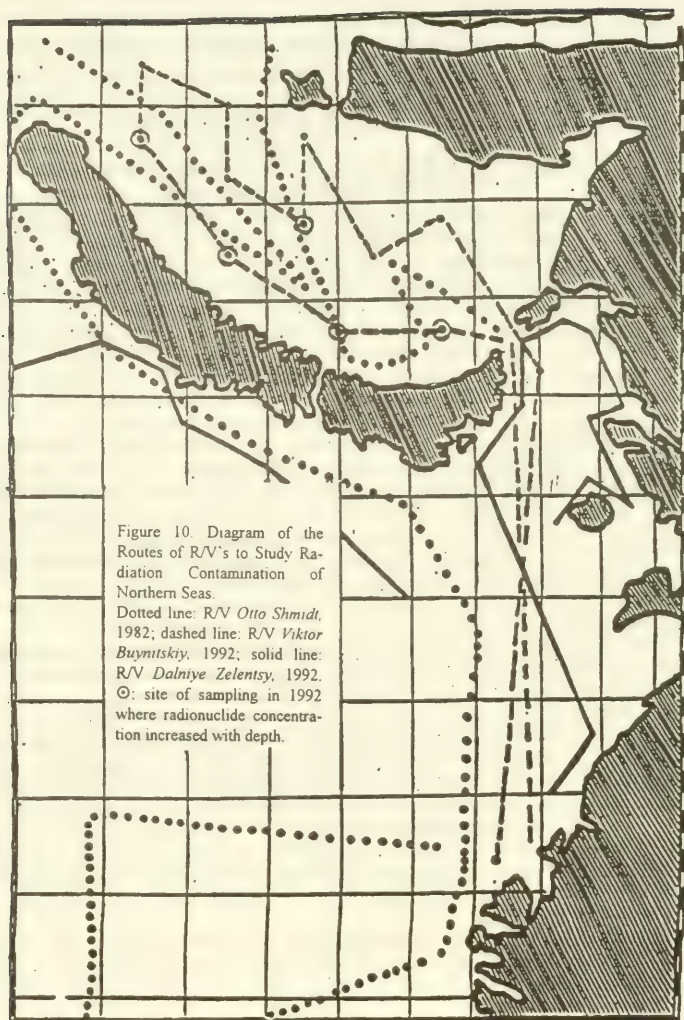 Figure 10. Diagram of the
Routes of R/V's to Study Ra-
diation Contamination of
Northern Seas.
Dotted line: R/V Otto Shmidt,
1982; dashed line: R/V Viktor
Buynitskiy, 1992; solid line:
R/V Dalniye Zelentsy, 1992.
⊙: site of sampling in 1992
where radionuclide concentra-
tion increased with depth.